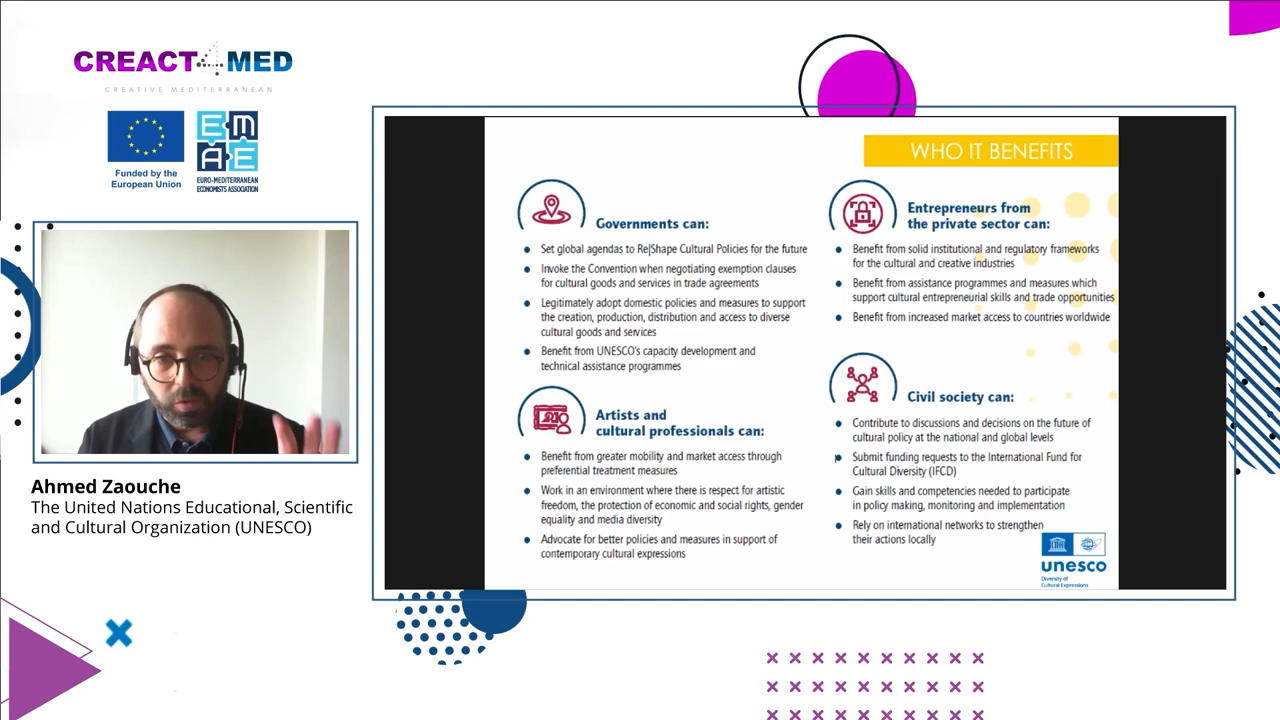 CREACT4MED
CREATIVE MEDITERRANEAN
Funded by the
European Union
EM
AE
EURO-MEDITERRANEAN
ECONOMISTS ASSOCIATION
Ahmed Zaouche
The United Nations Educational, Scientific
and Cultural Organization (UNESCO)
WHO IT BENEFITS
Governments can:
Set global agendas to Re|Shape Cultural Policies for the future
Invoke the Convention when negotiating exemption clauses
for cultural goods and services in trade agreements
Legitimately adopt domestic policies and measures to support
the creation, production, distribution and access to diverse
cultural goods and services
Benefit from UNESCO's capacity development and
technical assistance programmes
Artists and
cultural professionals can:
Benefit from greater mobility and market access through
preferential treatment measures
Work in an environment where there is respect for artistic
freedom, the protection of economic and social rights, gender
equality and media diversity
Advocate for better policies and measures in support of
contemporary cultural expressions
Entrepreneurs from
the private sector can:
Benefit from solid institutional and regulatory frameworks
for the cultural and creative industries
Benefit from assistance programmes and measures which
support cultural entrepreneurial skills and trade opportunities
Benefit from increased market access to countries worldwide
Civil society can:
Contribute to discussions and decisions on the future of
cultural policy at the national and global levels
Submit funding requests to the International Fund for
Cultural Diversity (IFCD)
Gain skills and competencies needed to participate
in policy making, monitoring and implementation
Rely on international networks to strengthen
their actions locally
unesco
Diversity of
Cultural Expressions